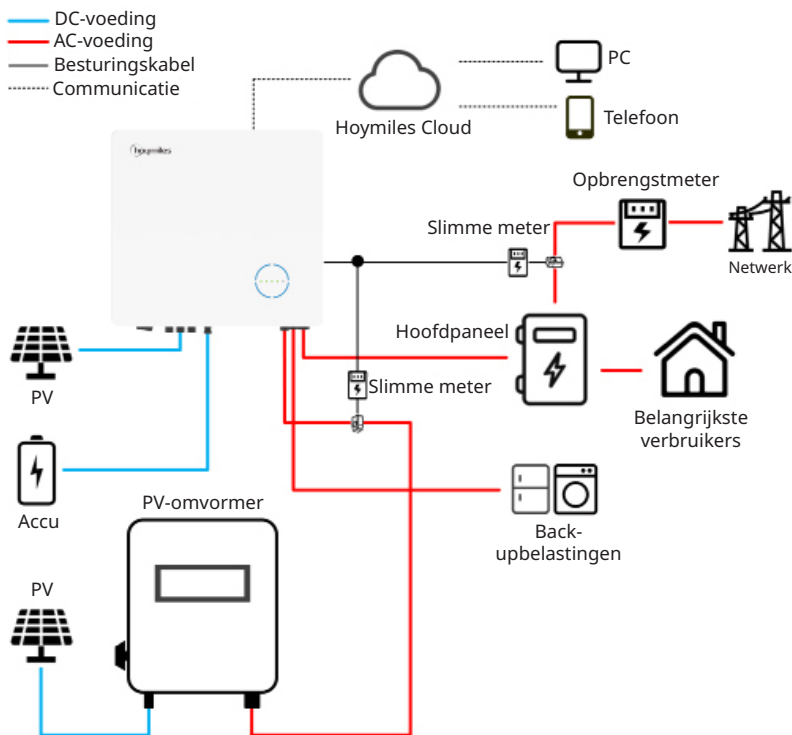 DC-voeding
AC-voeding
Besturingskabel
Communicatie
PC
Hoymiles Cloud
Telefoon
hoymiles
Opbrengstmeter
Slimme meter
Netwerk
Hoofdpaneel
PV
Slimme meter
Belangrijkste
verbruikers
Accu
PV-omvormer
Back-
upbelastingen
PV